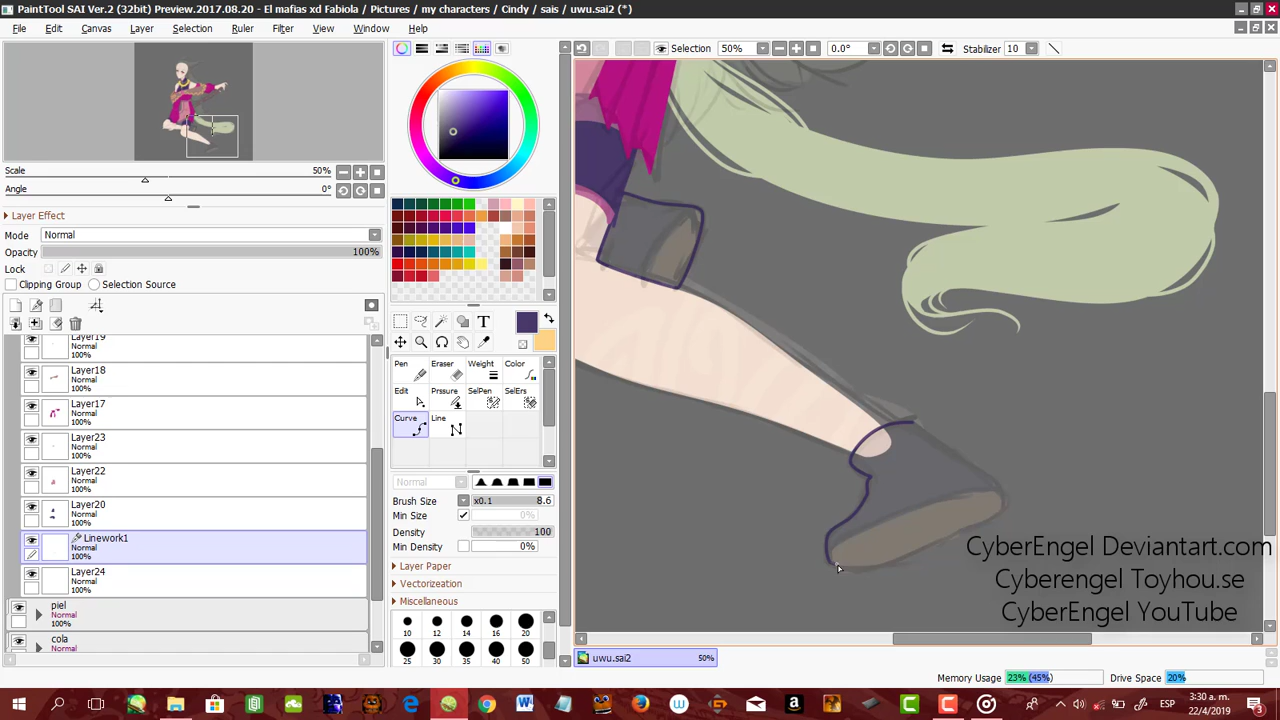 PaintTool SAI Ver.2 (32bit) Preview.2017.08.20 - El mafias xd Fabiola / Pictures / my characters / Cindy / sais / uwu.sai2 (*)
File Edit Canvas Layer Selection Ruler Filter View Window Help
Selection 50% 0.0° Stabilizer 10
Scale 50%
Angle 0°
Layer Effect
Mode Normal
Opacity 100%
Lock
Clipping Group Selection Source
Layer19
Normal
100%
Layer18
Normal
100%
Layer17
Normal
100%
Layer23
Normal
100%
Layer22
Normal
100%
Layer20
Normal
100%
Linework1
Normal
100%
Layer24
Normal
100%
piel
Normal
100%
cola
Normal
T
Pen Eraser Weight Color
Edit Prssure SelPen SelErs
Curve Line
Normal
Brush Size x0.1 8.6
Min Size 0%
Density 100
Min Density 0%
Layer Paper
Vectorization
Miscellaneous
10 12 14 16 20
25 30 35 40 50
CyberEngel Deviantart.com
Cyberengel Toyhou.se
CyberEngel YouTube
uwu.sai2 50%
Memory Usage 23% (45%) Drive Space 20%
ESP
3:30 a. m.
22/4/2019
3